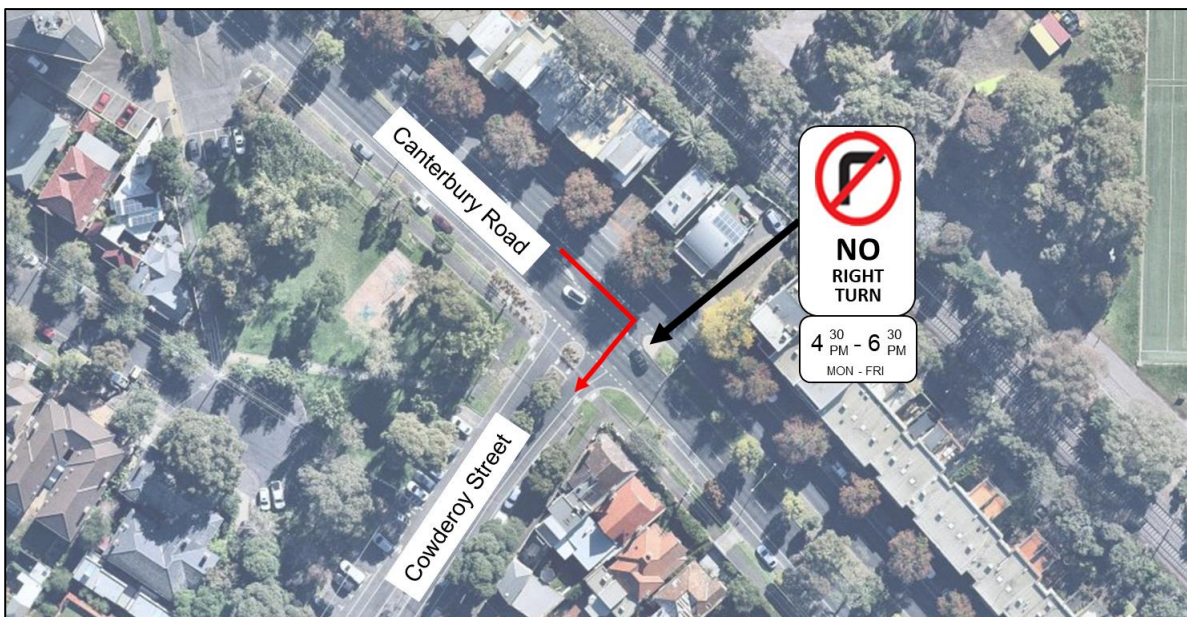 Canterbury Road
NO
RIGHT
TURN
4 30 PM - 6 30 PM
MON - FRI
Cowderoy Street